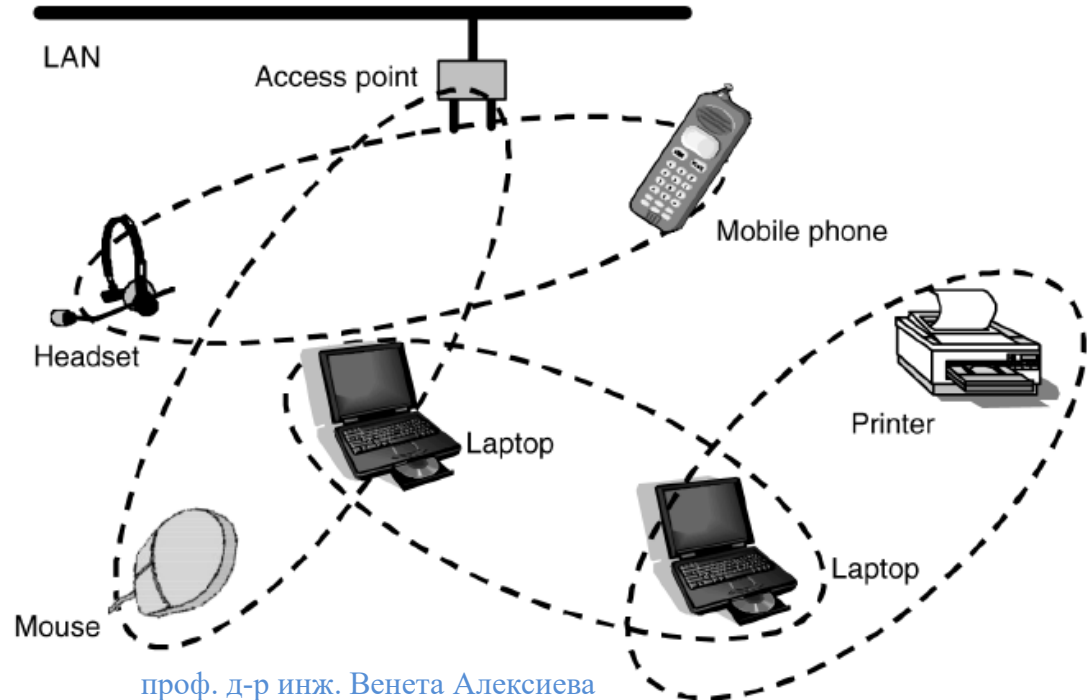 LAN
Access point
Mobile phone
Headset
Printer
Laptop
Laptop
Mouse
проф. д-р инж. Венета Алексиева